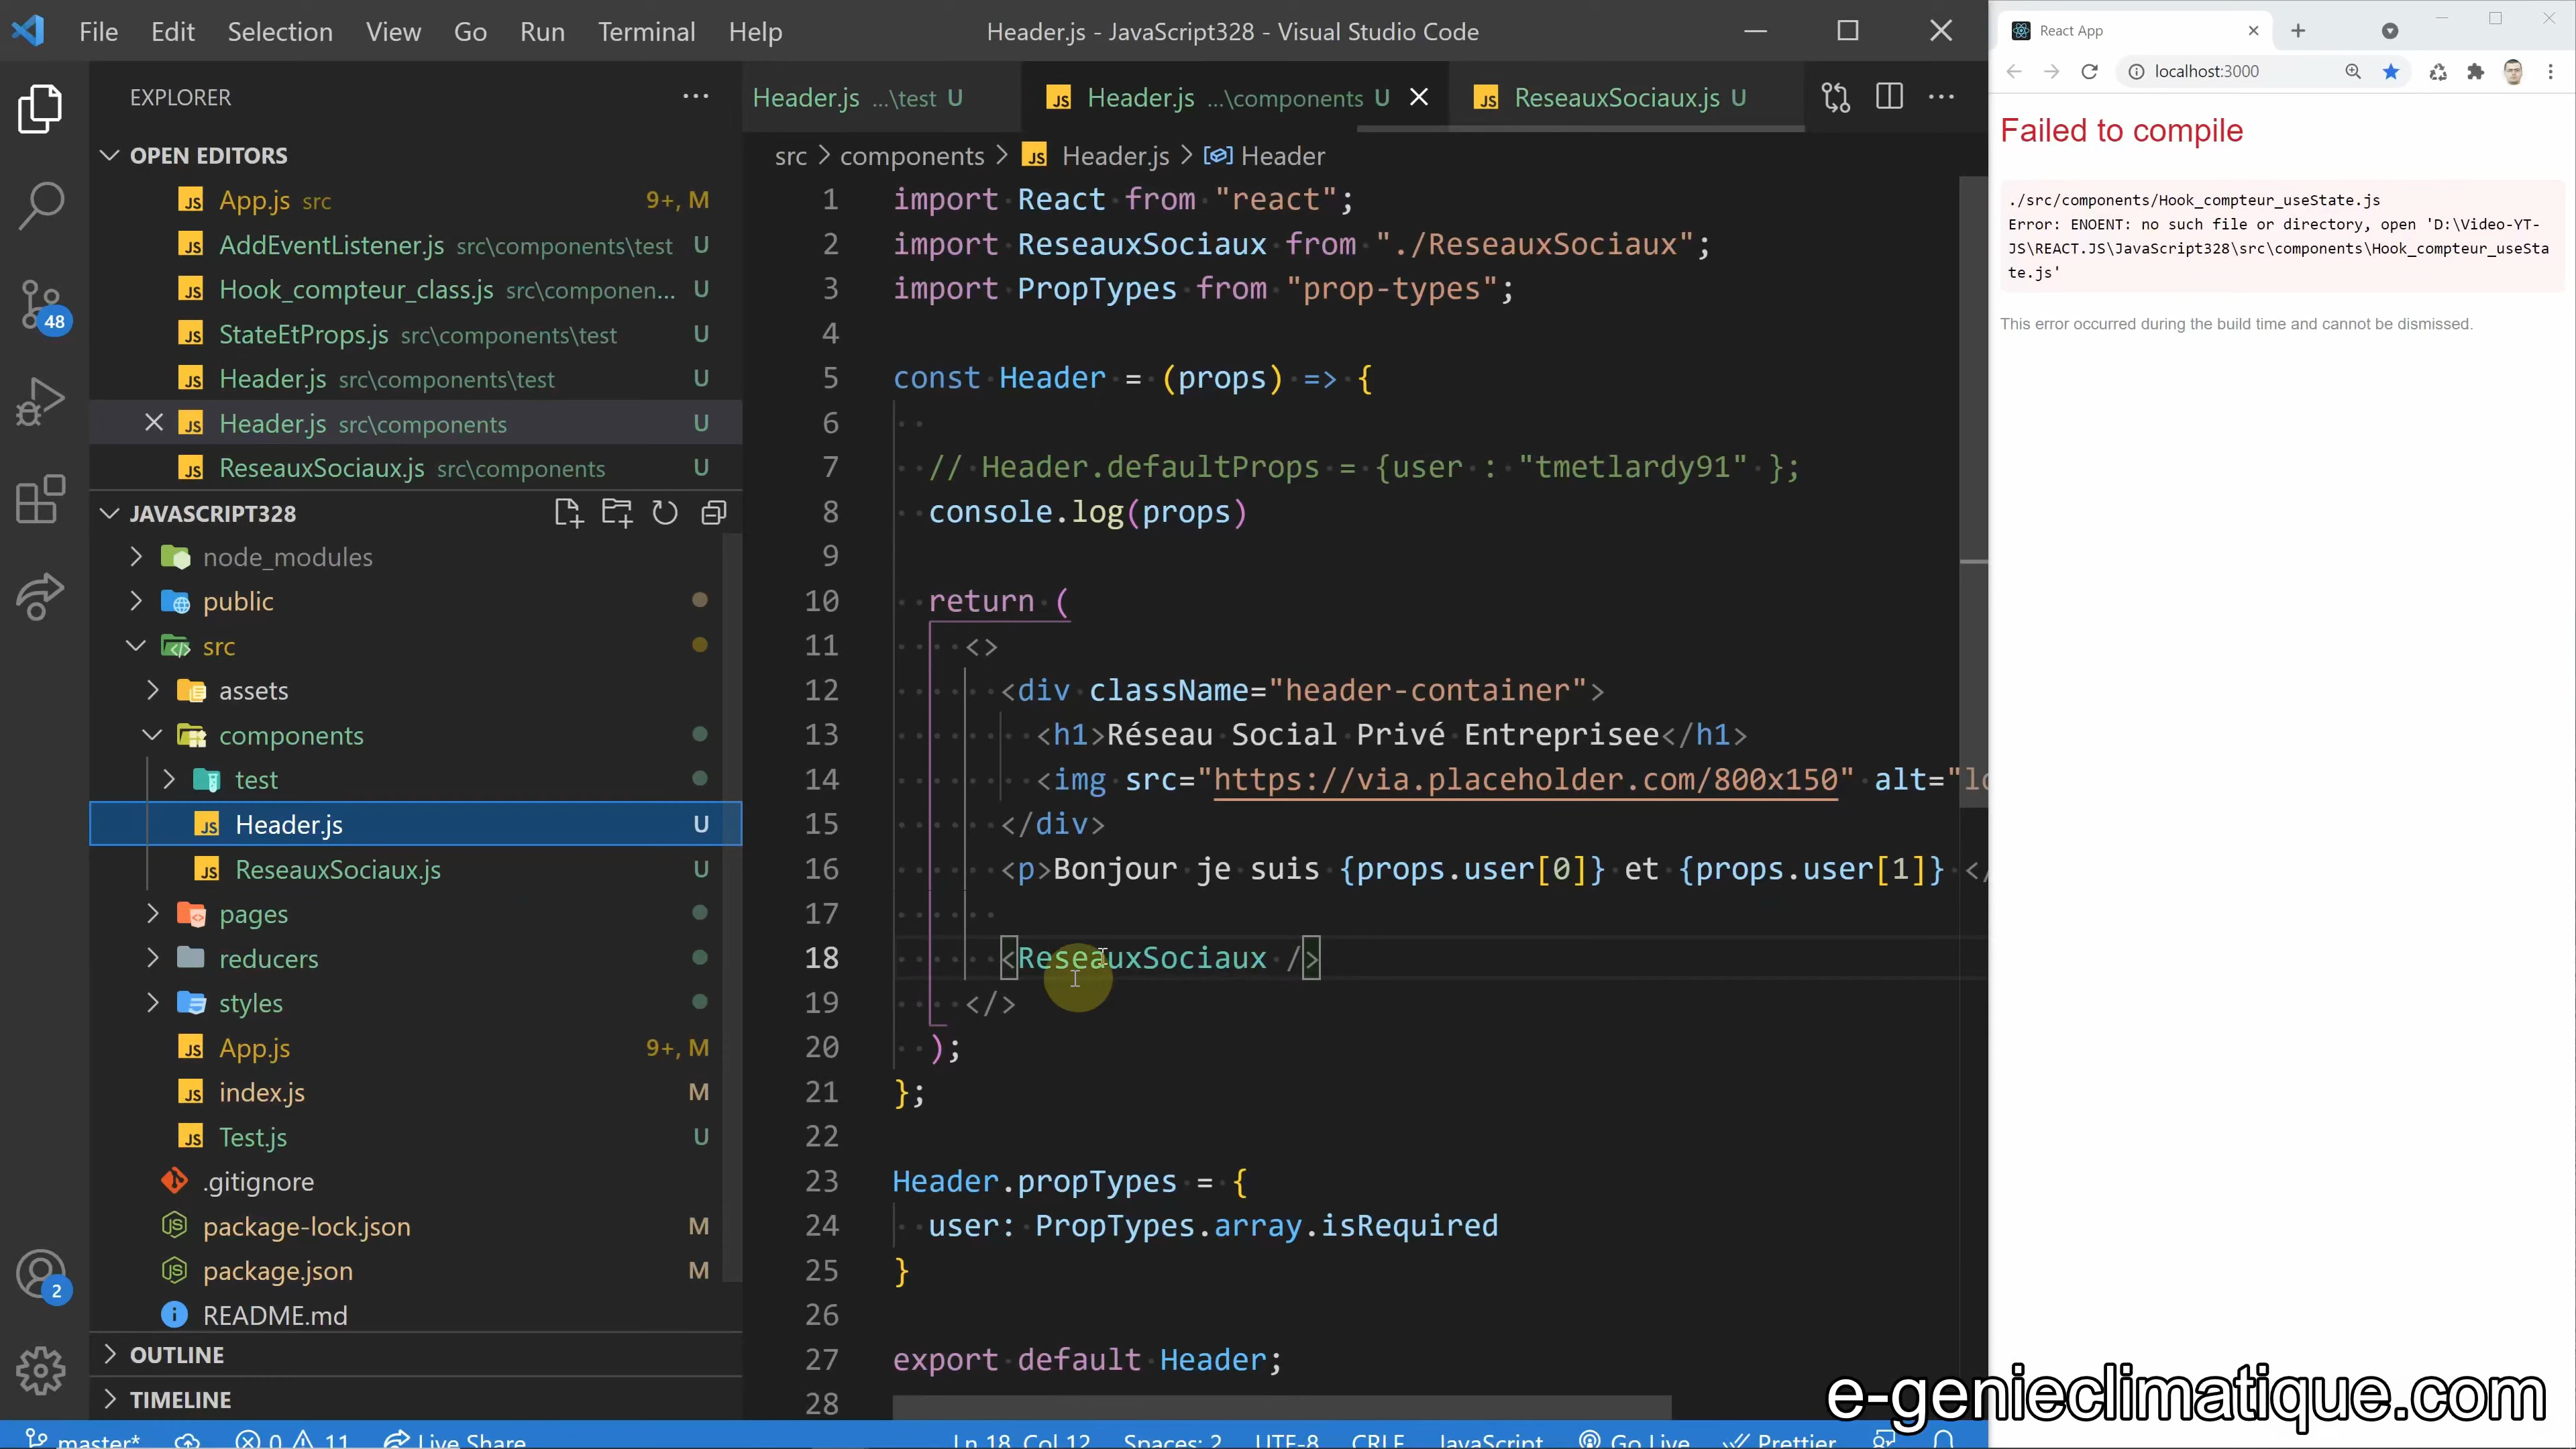 File Edit Selection View Go Run Terminal Help
Header.js - JavaScript328 - Visual Studio Code
EXPLORER
OPEN EDITORS
App.js src 9+, M
AddEventListener.js src\components\test U
Hook_compteur_class.js src\componen... U
StateEtProps.js src\components\test U
Header.js src\components\test U
Header.js src\components U
ReseauxSociaux.js src\components U
JAVASCRIPT328
node_modules
public
src
assets
components
test
Header.js U
ReseauxSociaux.js U
pages
reducers
styles
App.js 9+, M
index.js M
Test.js U
.gitignore
package-lock.json M
package.json M
README.md
OUTLINE
TIMELINE
48
2
Header.js ...\test U
Header.js ...\components U
ReseauxSociaux.js U
src > components > JS Header.js > Header
1 import React from "react";
2 import ReseauxSociaux from "./ReseauxSociaux";
3 import PropTypes from "prop-types";
4
5 const Header = (props) => {
6
7 // Header.defaultProps = {user : "tmetlardy91" };
8 console.log(props)
9
10 return (
11 <>
12 <div className="header-container">
13 <h1>Réseau Social Privé Entreprisee</h1>
14 <img src="https://via.placeholder.com/800x150" alt="lo
15 </div>
16 <p>Bonjour je suis {props.user[0]} et {props.user[1]} </
17
18 <ReseauxSociaux />
19 </>
20 );
21 };
22
23 Header.propTypes = {
24 user: PropTypes.array.isRequired
25 }
26
27 export default Header;
28
master* 0 11 Live Share Ln 18, Col 12 Spaces: 2 UTF-8 CRLF JavaScript Go Live Prettier
React App
localhost:3000
Failed to compile
./src/components/Hook_compteur_useState.js
Error: ENOENT: no such file or directory, open 'D:\Video-YT-
JS\REACT.JS\JavaScript328\src\components\Hook_compteur_useSta
te.js'
This error occurred during the build time and cannot be dismissed.
e-genieclimatique.com